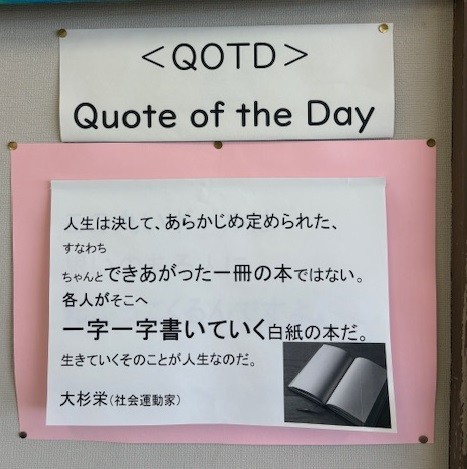 <QOTD>
Quote of the Day
人生は決して、あらかじめ定められた、
すなわち
ちゃんとできあがった一冊の本ではない。
各人がそこへ
一字一字書いていく白紙の本だ。
生きていくそのことが人生なのだ。
大杉栄(社会運動家)